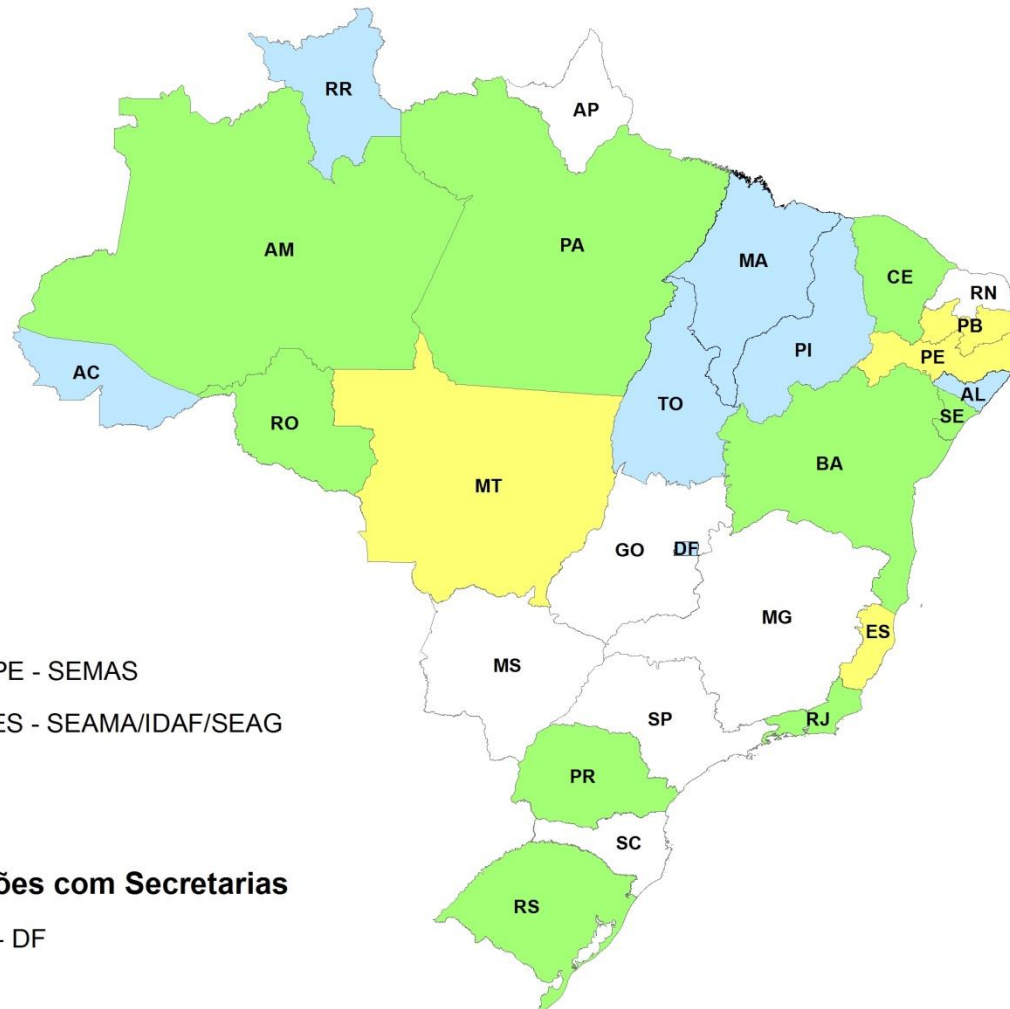 RR
AP
AM
PA
MA
CE
RN
PB
PI
PE
AC
TO
AL
SE
RO
BA
MT
GO
DF
MG
ES
MS
PE - SEMAS
SP
RJ
ES - SEAMA/IDAF/SEAG
PR
SC
ões com Secretarias
RS
- DF